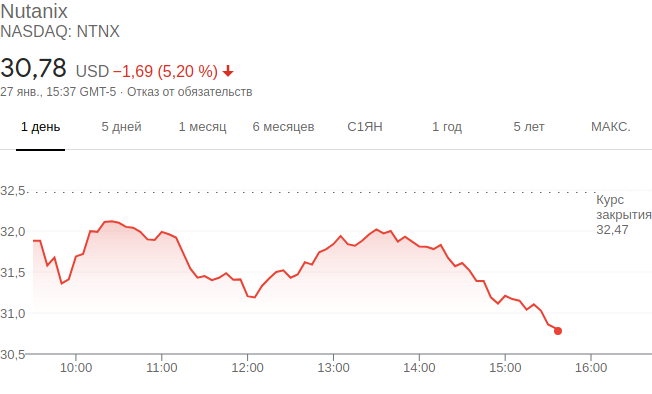 Nutanix
NASDAQ: NTNX
30,78 USD −1,69 (5,20 %)
27 янв., 15:37 GMT-5 · Отказ от обязательств
1 день 5 дней 1 месяц 6 месяцев С1ЯН 1 год 5 лет МАКС.
32,5
Курс
закрытия
32,47
32,0
31,5
31,0
30,5
10:00 11:00 12:00 13:00 14:00 15:00 16:00